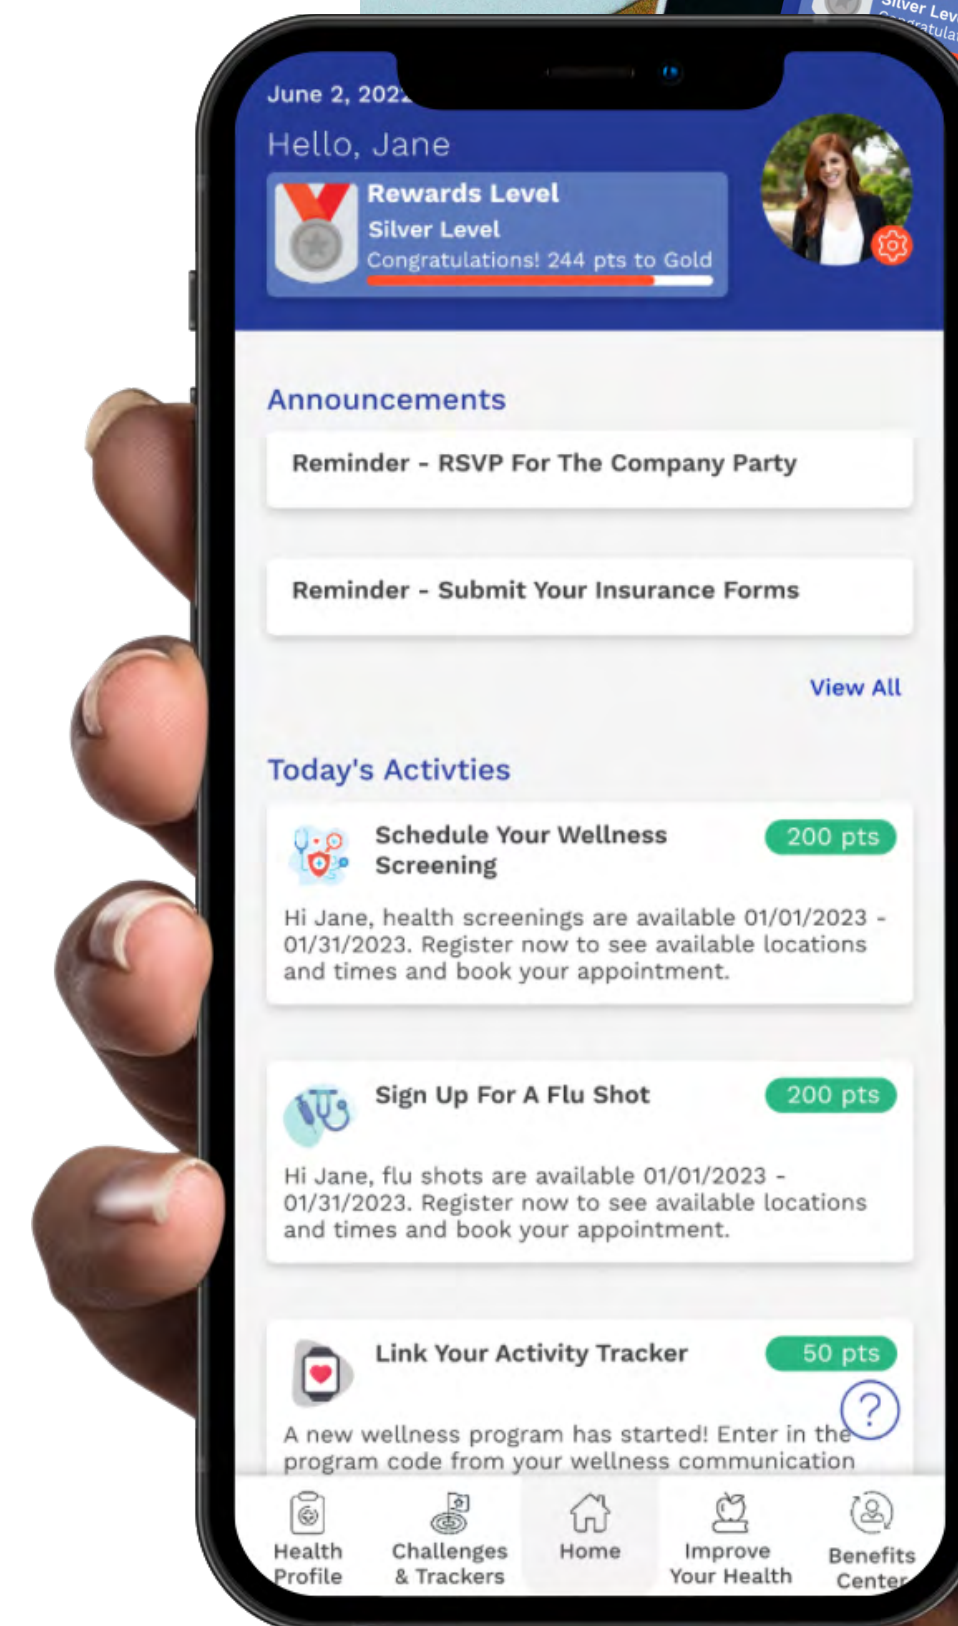 Silver Lev
Congratulat
June 2, 2022
Hello, Jane
Rewards Level
Silver Level
Congratulations! 244 pts to Gold
Announcements
Reminder - RSVP For The Company Party
Reminder - Submit Your Insurance Forms
View All
Today's Activties
Schedule Your Wellness
Screening
200 pts
Hi Jane, health screenings are available 01/01/2023 -
01/31/2023. Register now to see available locations
and times and book your appointment.
Sign Up For A Flu Shot
200 pts
Hi Jane, flu shots are available 01/01/2023 -
01/31/2023. Register now to see available locations
and times and book your appointment.
Link Your Activity Tracker
50 pts
?
A new wellness program has started! Enter in the
program code from your wellness communication
Health
Profile
Challenges
& Trackers
Home
Improve
Your Health
Benefits
Center